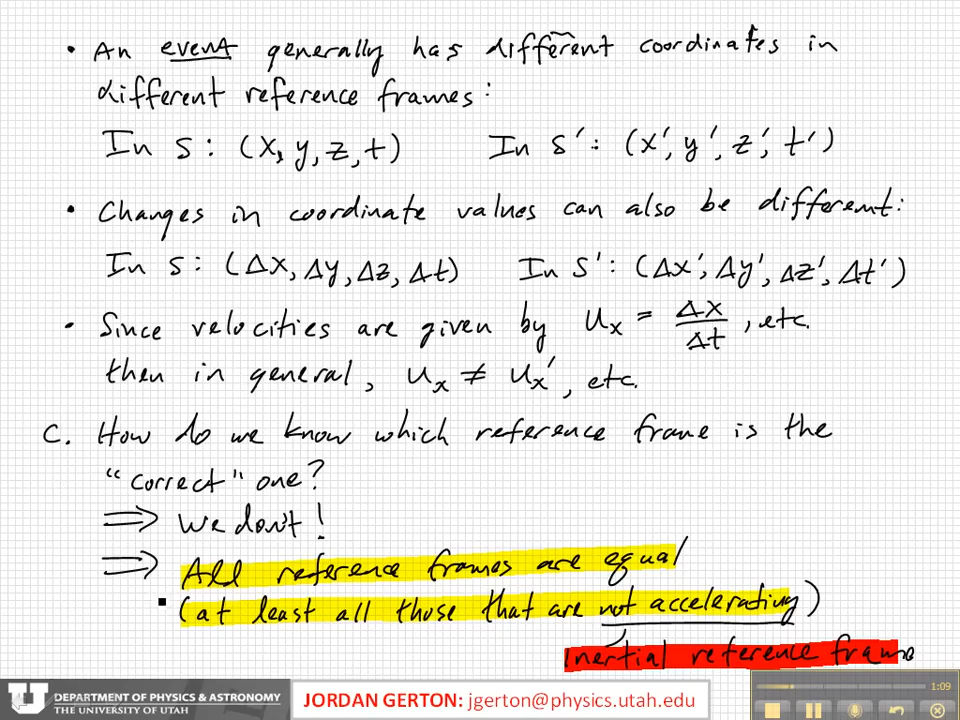 • An event generally has different coordinates in
different reference frames:
In S: (x, y, z, t) In S′: (x′, y′, z′, t′)
• Changes in coordinate values can also be different:
In S: (Δx, Δy, Δz, Δt) In S′: (Δx′, Δy′, Δz′, Δt′)
• Since velocities are given by uₓ = Δx/Δt, etc.
then in general, uₓ ≠ uₓ′, etc.
C. How do we know which reference frame is the
"correct" one?
⇒ We don't!
⇒ All reference frames are equal
(at least all those that are not accelerating)
inertial reference frame
U DEPARTMENT OF PHYSICS & ASTRONOMY
THE UNIVERSITY OF UTAH
JORDAN GERTON: jgerton@physics.utah.edu
1:09